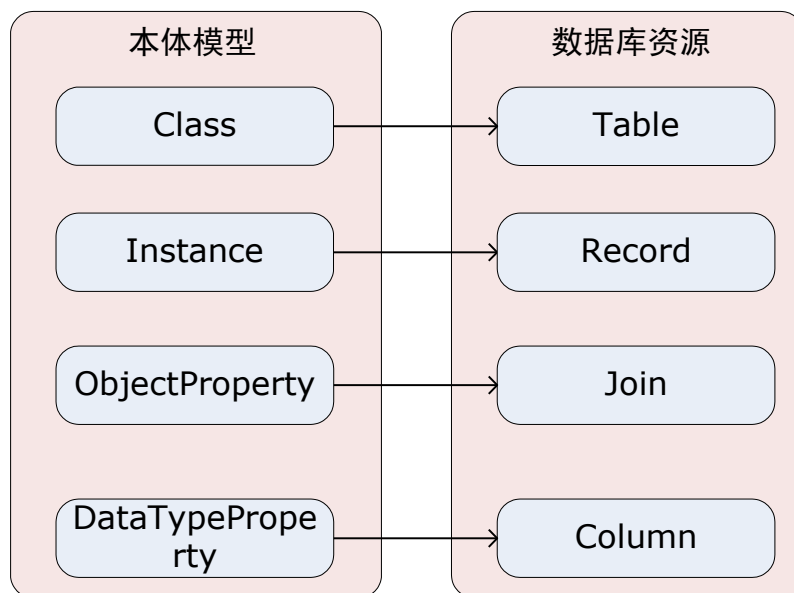 本体模型
数据库资源
Class
Table
Instance
Record
ObjectProperty
Join
DataTypePrope
rty
Column